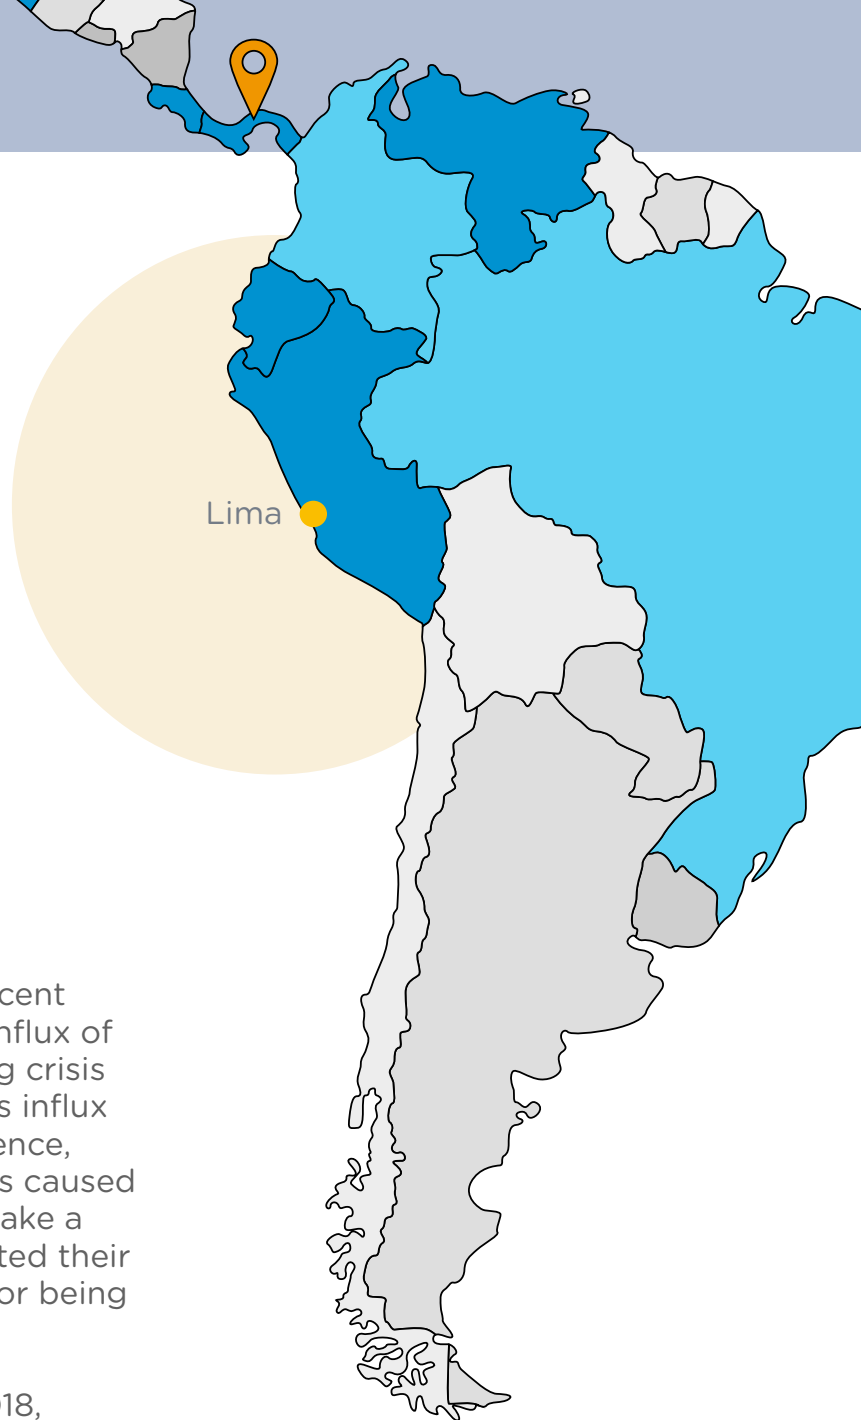 Lima
cent
nflux of
g crisis
s influx
ence,
s caused
ake a
ted their
or being
18,